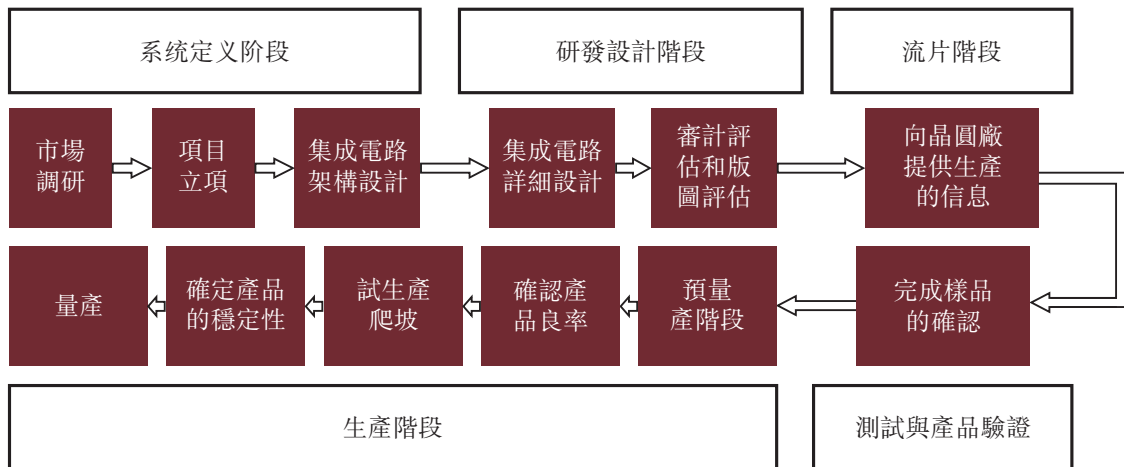 系统定义阶段
研發設計階段
流片階段
市場
調研
項目
立項
集成電路
架構設計
集成電路
詳細設計
審計評
估和版
圖評估
向晶圓廠
提供生產
的信息
完成樣品
的確認
預量
產階段
確認產
品良率
試生產
爬坡
確定產品
的穩定性
量產
生產階段
測試與產品驗證